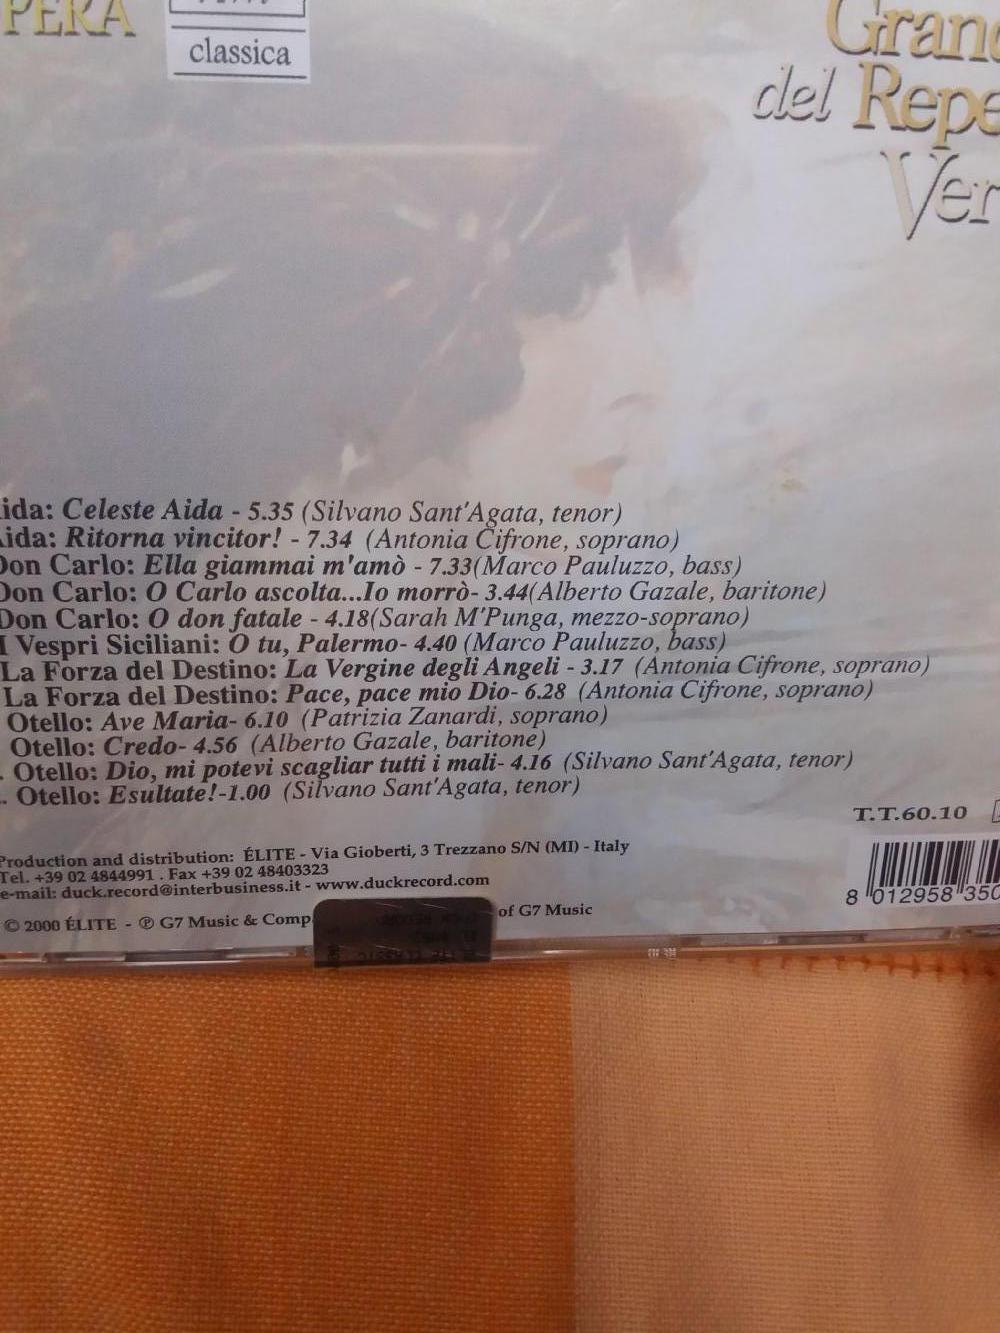 PERA
classica
Gran
del Repe
Ver
ida: Celeste Aida - 5.35 (Silvano Sant'Agata, tenor)
ida: Ritorna vincitor! - 7.34 (Antonia Cifrone, soprano)
Don Carlo: Ella giammai m'amò - 7.33(Marco Pauluzzo, bass)
Don Carlo: O Carlo ascolta...Io morrò- 3.44(Alberto Gazale, baritone)
Don Carlo: O don fatale - 4.18(Sarah M'Punga, mezzo-soprano)
I Vespri Siciliani: O tu, Palermo- 4.40 (Marco Pauluzzo, bass)
La Forza del Destino: La Vergine degli Angeli - 3.17 (Antonia Cifrone, soprano)
La Forza del Destino: Pace, pace mio Dio- 6.28 (Antonia Cifrone, soprano)
Otello: Ave Maria- 6.10 (Patrizia Zanardi, soprano)
Otello: Credo- 4.56 (Alberto Gazale, baritone)
. Otello: Dio, mi potevi scagliar tutti i mali- 4.16 (Silvano Sant'Agata, tenor)
. Otello: Esultate!-1.00 (Silvano Sant'Agata, tenor)
T.T.60.10
Production and distribution: ÉLITE - Via Gioberti, 3 Trezzano S/N (MI) - Italy
Tel. +39 02 4844991 . Fax +39 02 48403323
e-mail: duck.record@interbusiness.it - www.duckrecord.com
© 2000 ÉLITE - ℗ G7 Music & Comp of G7 Music
8 012958 350